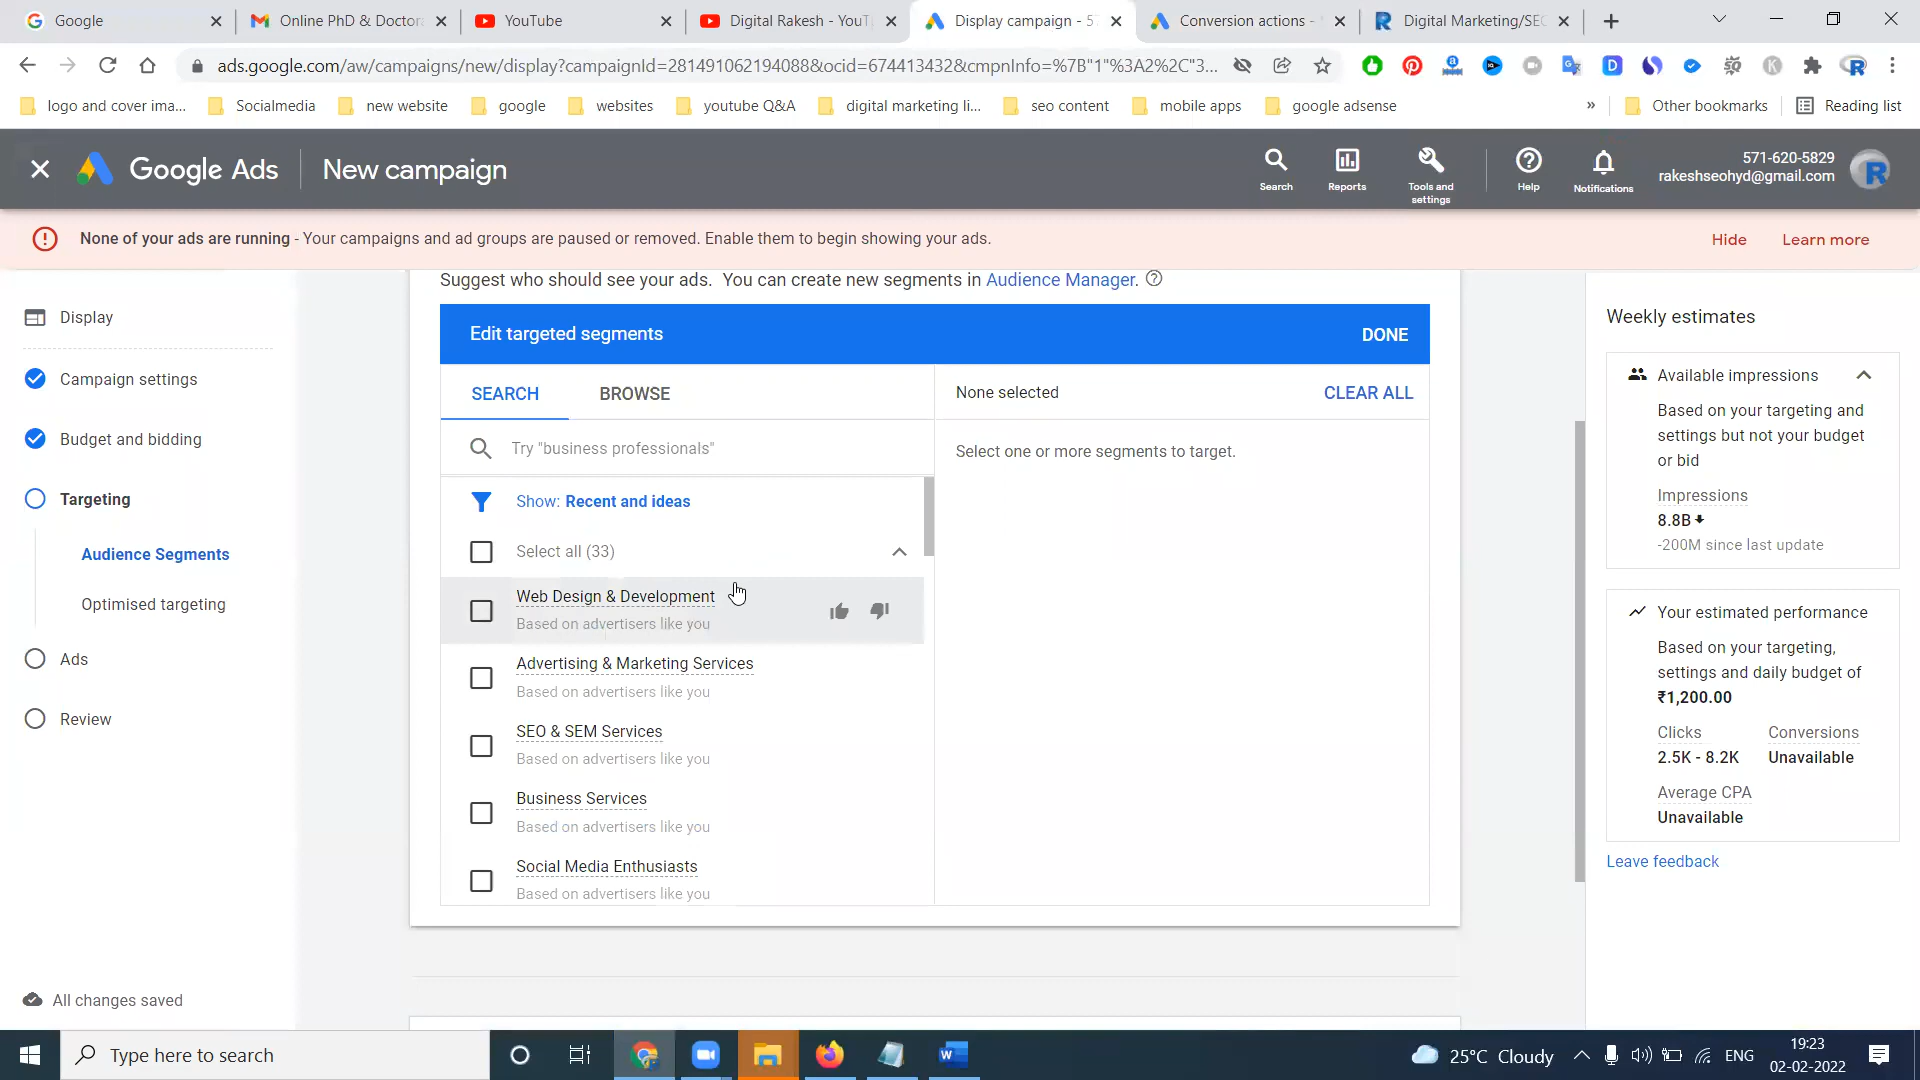 Google
Online PhD & Doctora
YouTube
Digital Rakesh - YouT
Display campaign - 57
Conversion actions -
Digital Marketing/SEO
ads.google.com/aw/campaigns/new/display?campaignId=281491062194088&ocid=674413432&cmpnInfo=%7B"1"%3A2%2C"3...
logo and cover ima...
Socialmedia
new website
google
websites
youtube Q&A
digital marketing li...
seo content
mobile apps
google adsense
»
Other bookmarks
Reading list
Google Ads
New campaign
Search
Reports
Tools and
settings
Help
Notifications
571-620-5829
rakeshseohyd@gmail.com
None of your ads are running - Your campaigns and ad groups are paused or removed. Enable them to begin showing your ads.
Hide
Learn more
Display
Campaign settings
Budget and bidding
Targeting
Audience Segments
Optimised targeting
Ads
Review
All changes saved
Suggest who should see your ads. You can create new segments in Audience Manager.
Edit targeted segments
DONE
SEARCH
BROWSE
None selected
CLEAR ALL
Try "business professionals"
Select one or more segments to target.
Show: Recent and ideas
Select all (33)
Web Design & Development
Based on advertisers like you
Advertising & Marketing Services
Based on advertisers like you
SEO & SEM Services
Based on advertisers like you
Business Services
Based on advertisers like you
Social Media Enthusiasts
Based on advertisers like you
Weekly estimates
Available impressions
Based on your targeting and
settings but not your budget
or bid
Impressions
8.8B
-200M since last update
Your estimated performance
Based on your targeting,
settings and daily budget of
₹1,200.00
Clicks
Conversions
2.5K - 8.2K
Unavailable
Average CPA
Unavailable
Leave feedback
Type here to search
25°C Cloudy
ENG
19:23
02-02-2022